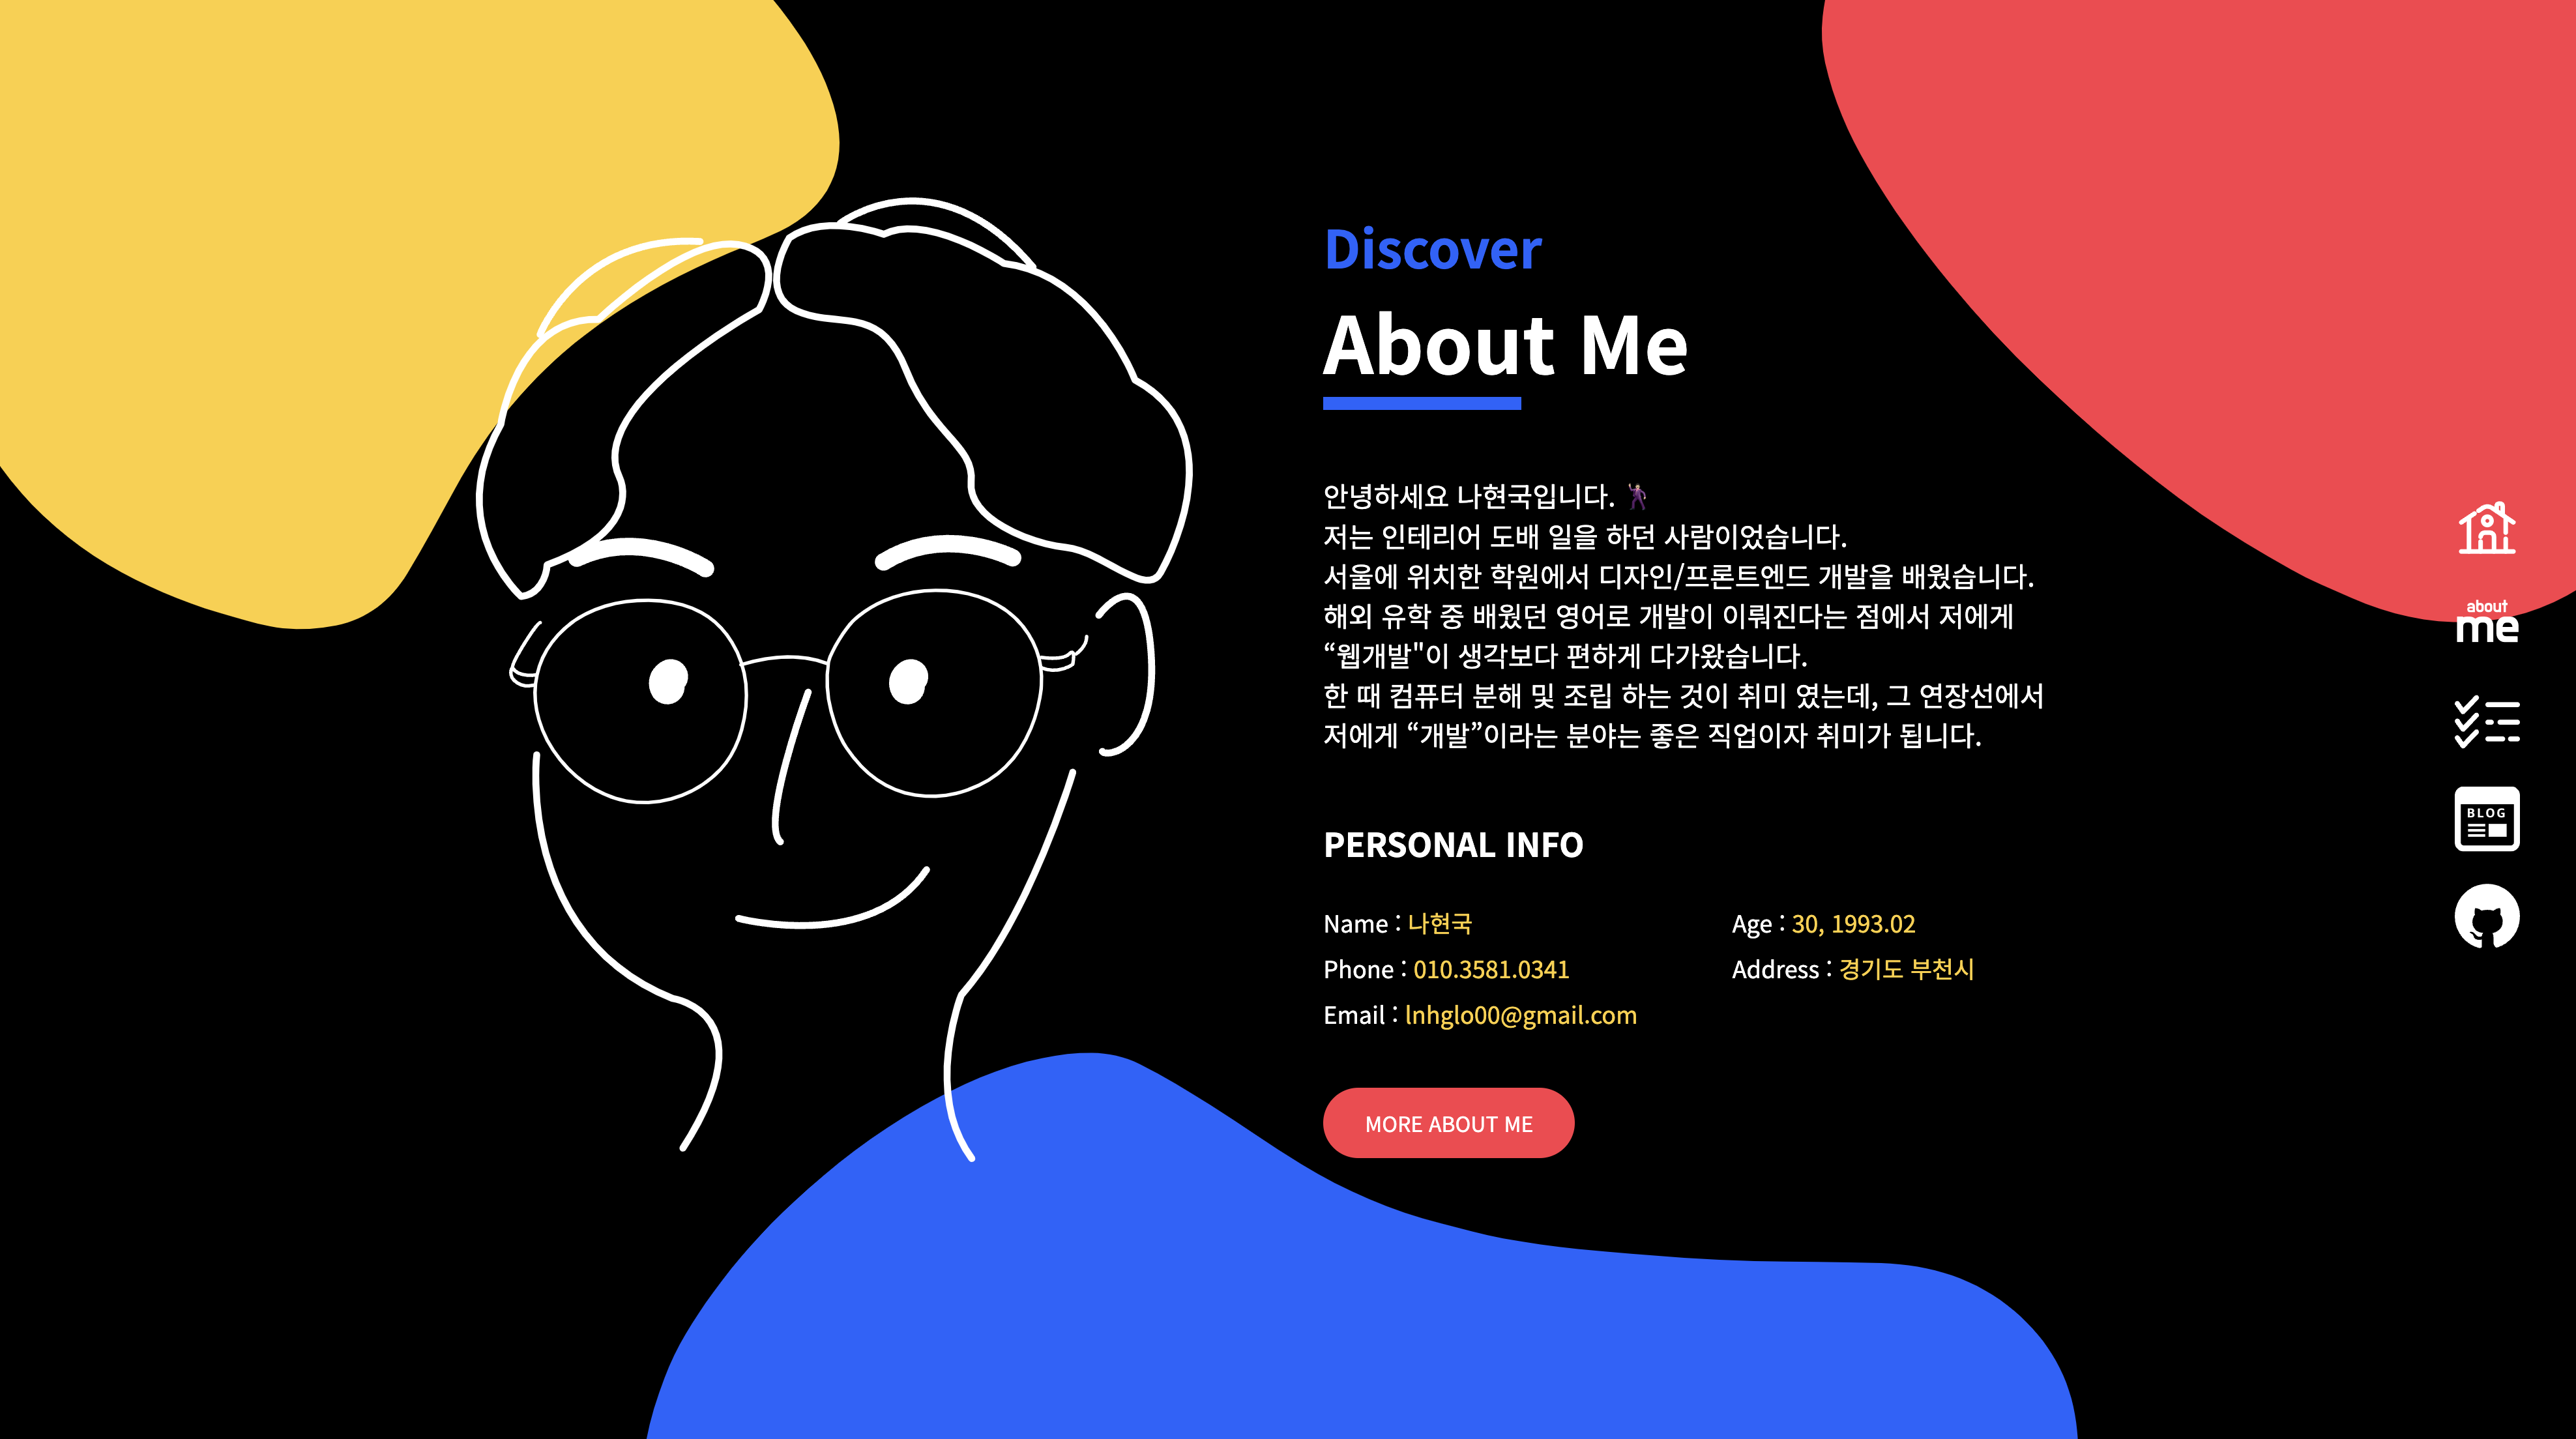 Discover
About Me
안녕하세요 나현국입니다. 🕺
저는 인테리어 도배 일을 하던 사람이었습니다.
서울에 위치한 학원에서 디자인/프론트엔드 개발을 배웠습니다.
해외 유학 중 배웠던 영어로 개발이 이뤄진다는 점에서 저에게
“웹개발"이 생각보다 편하게 다가왔습니다.
한 때 컴퓨터 분해 및 조립 하는 것이 취미 였는데, 그 연장선에서
저에게 “개발”이라는 분야는 좋은 직업이자 취미가 됩니다.
PERSONAL INFO
Name : 나현국
Age : 30, 1993.02
Phone : 010.3581.0341
Address : 경기도 부천시
Email : lnhglo00@gmail.com
MORE ABOUT ME
about
me
BLOG